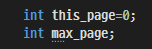 int this_page=0;
int max_page;